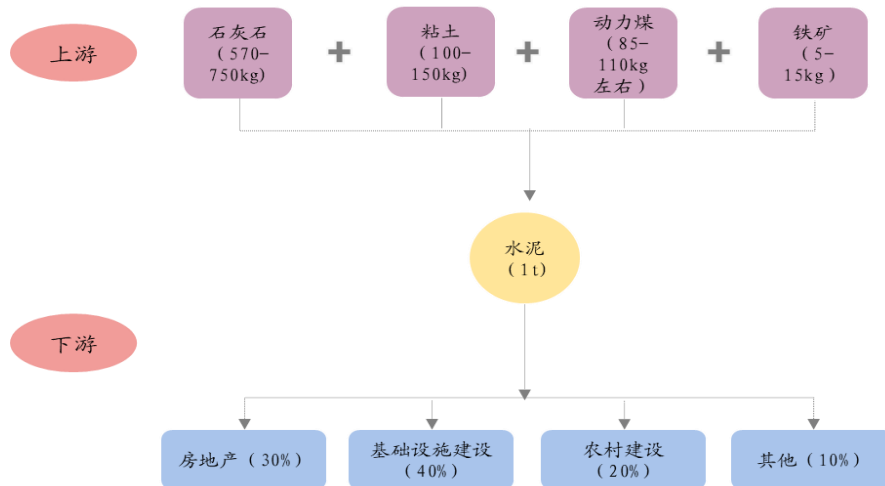 上游
石灰石
（570-
750kg)
粘土
（100-
150kg)
动力煤
（85-
110kg
左右）
铁矿
（5-
15kg）
水泥
（1t)
下游
房地产（30%）
基础设施建设
（40%）
农村建设
（20%）
其他（10%）